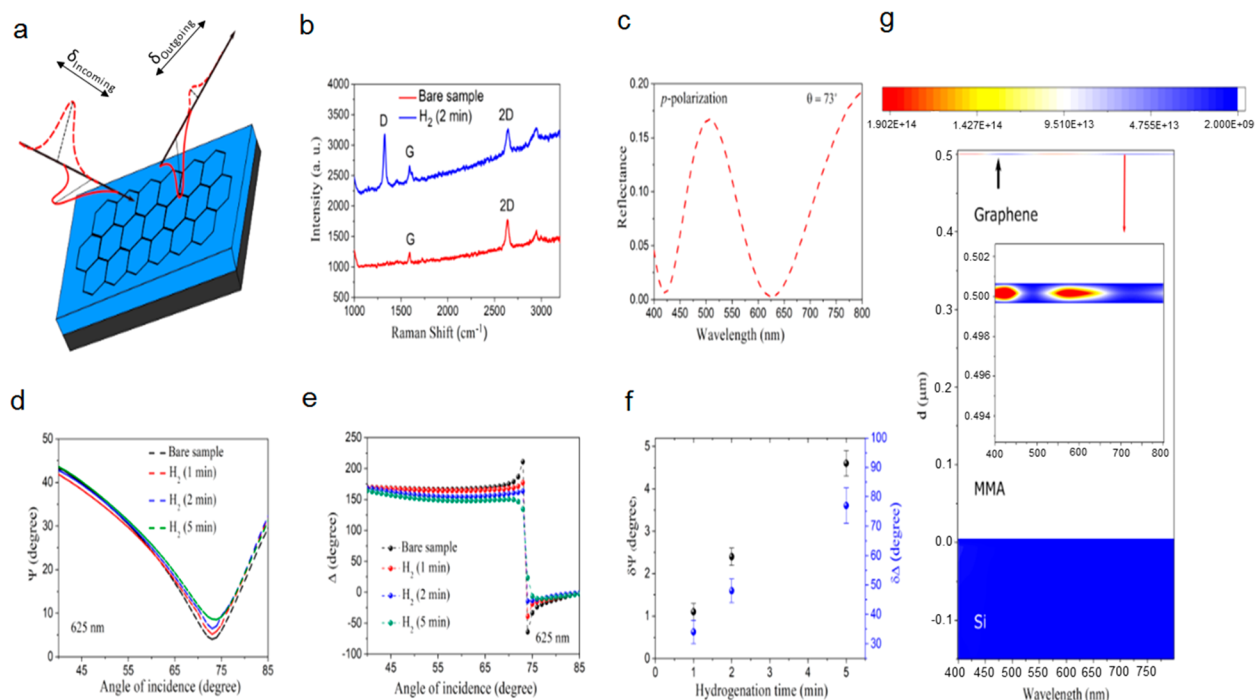 a
δIncoming
δOutgoing
b
4000
3500
3000
2500
2000
1500
1000
500
Intensity (a. u.)
Bare sample
H2 (2 min)
D
G
2D
G
2D
1000 1500 2000 2500 3000
Raman Shift (cm-1)
c
0.20
0.15
0.10
0.05
0.00
Reflectance
p-polarization
θ = 73°
400 450 500 550 600 650 700 750 800
Wavelength (nm)
d
50
40
30
20
10
0
Ψ (degree)
Bare sample
H2 (1 min)
H2 (2 min)
H2 (5 min)
625 nm
45 55 65 75 85
Angle of incidence (degree)
e
250
200
150
100
50
0
-50
-100
Δ (degree)
Bare sample
H2 (1 min)
H2 (2 min)
H2 (5 min)
625 nm
45 55 65 75 85
Angle of incidence (degree)
f
5
4
3
2
1
0
δΨ (degree)
100
90
80
70
60
50
40
30
δΔ (degree)
0 1 2 3 4 5
Hydrogenation time (min)
g
1.902E+14 1.427E+14 9.510E+13 4.755E+13 2.000E+09
0.5
0.4
0.3
0.2
0.1
0.0
-0.1
d (μm)
Graphene
0.502
0.500
0.498
0.496
0.494
400 500 600 700 800
MMA
Si
400 450 500 550 600 650 700 750
Wavelength (nm)